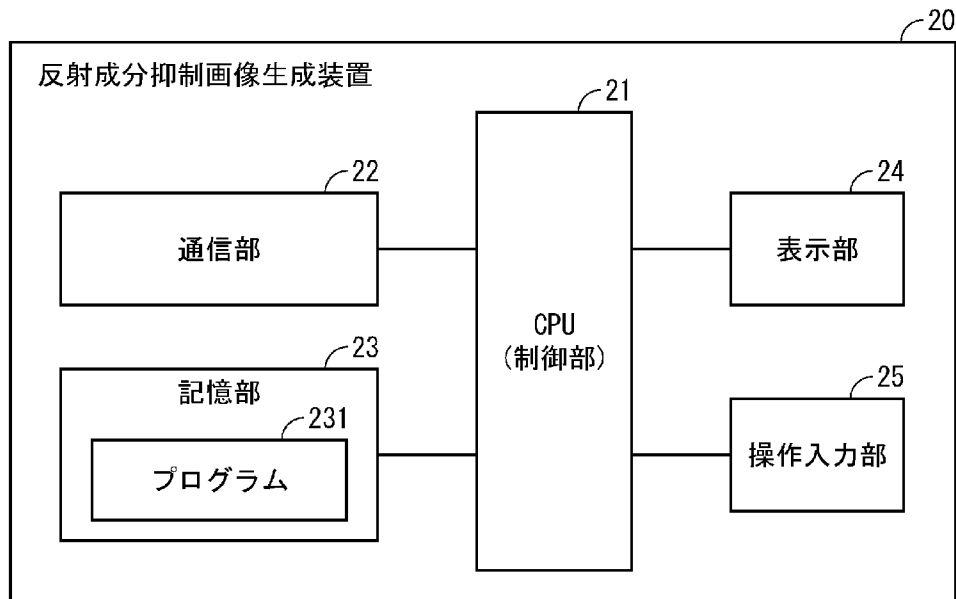 20
反射成分抑制画像生成装置
21
22
通信部
CPU
(制御部)
24
表示部
23
記憶部
231
プログラム
25
操作入力部